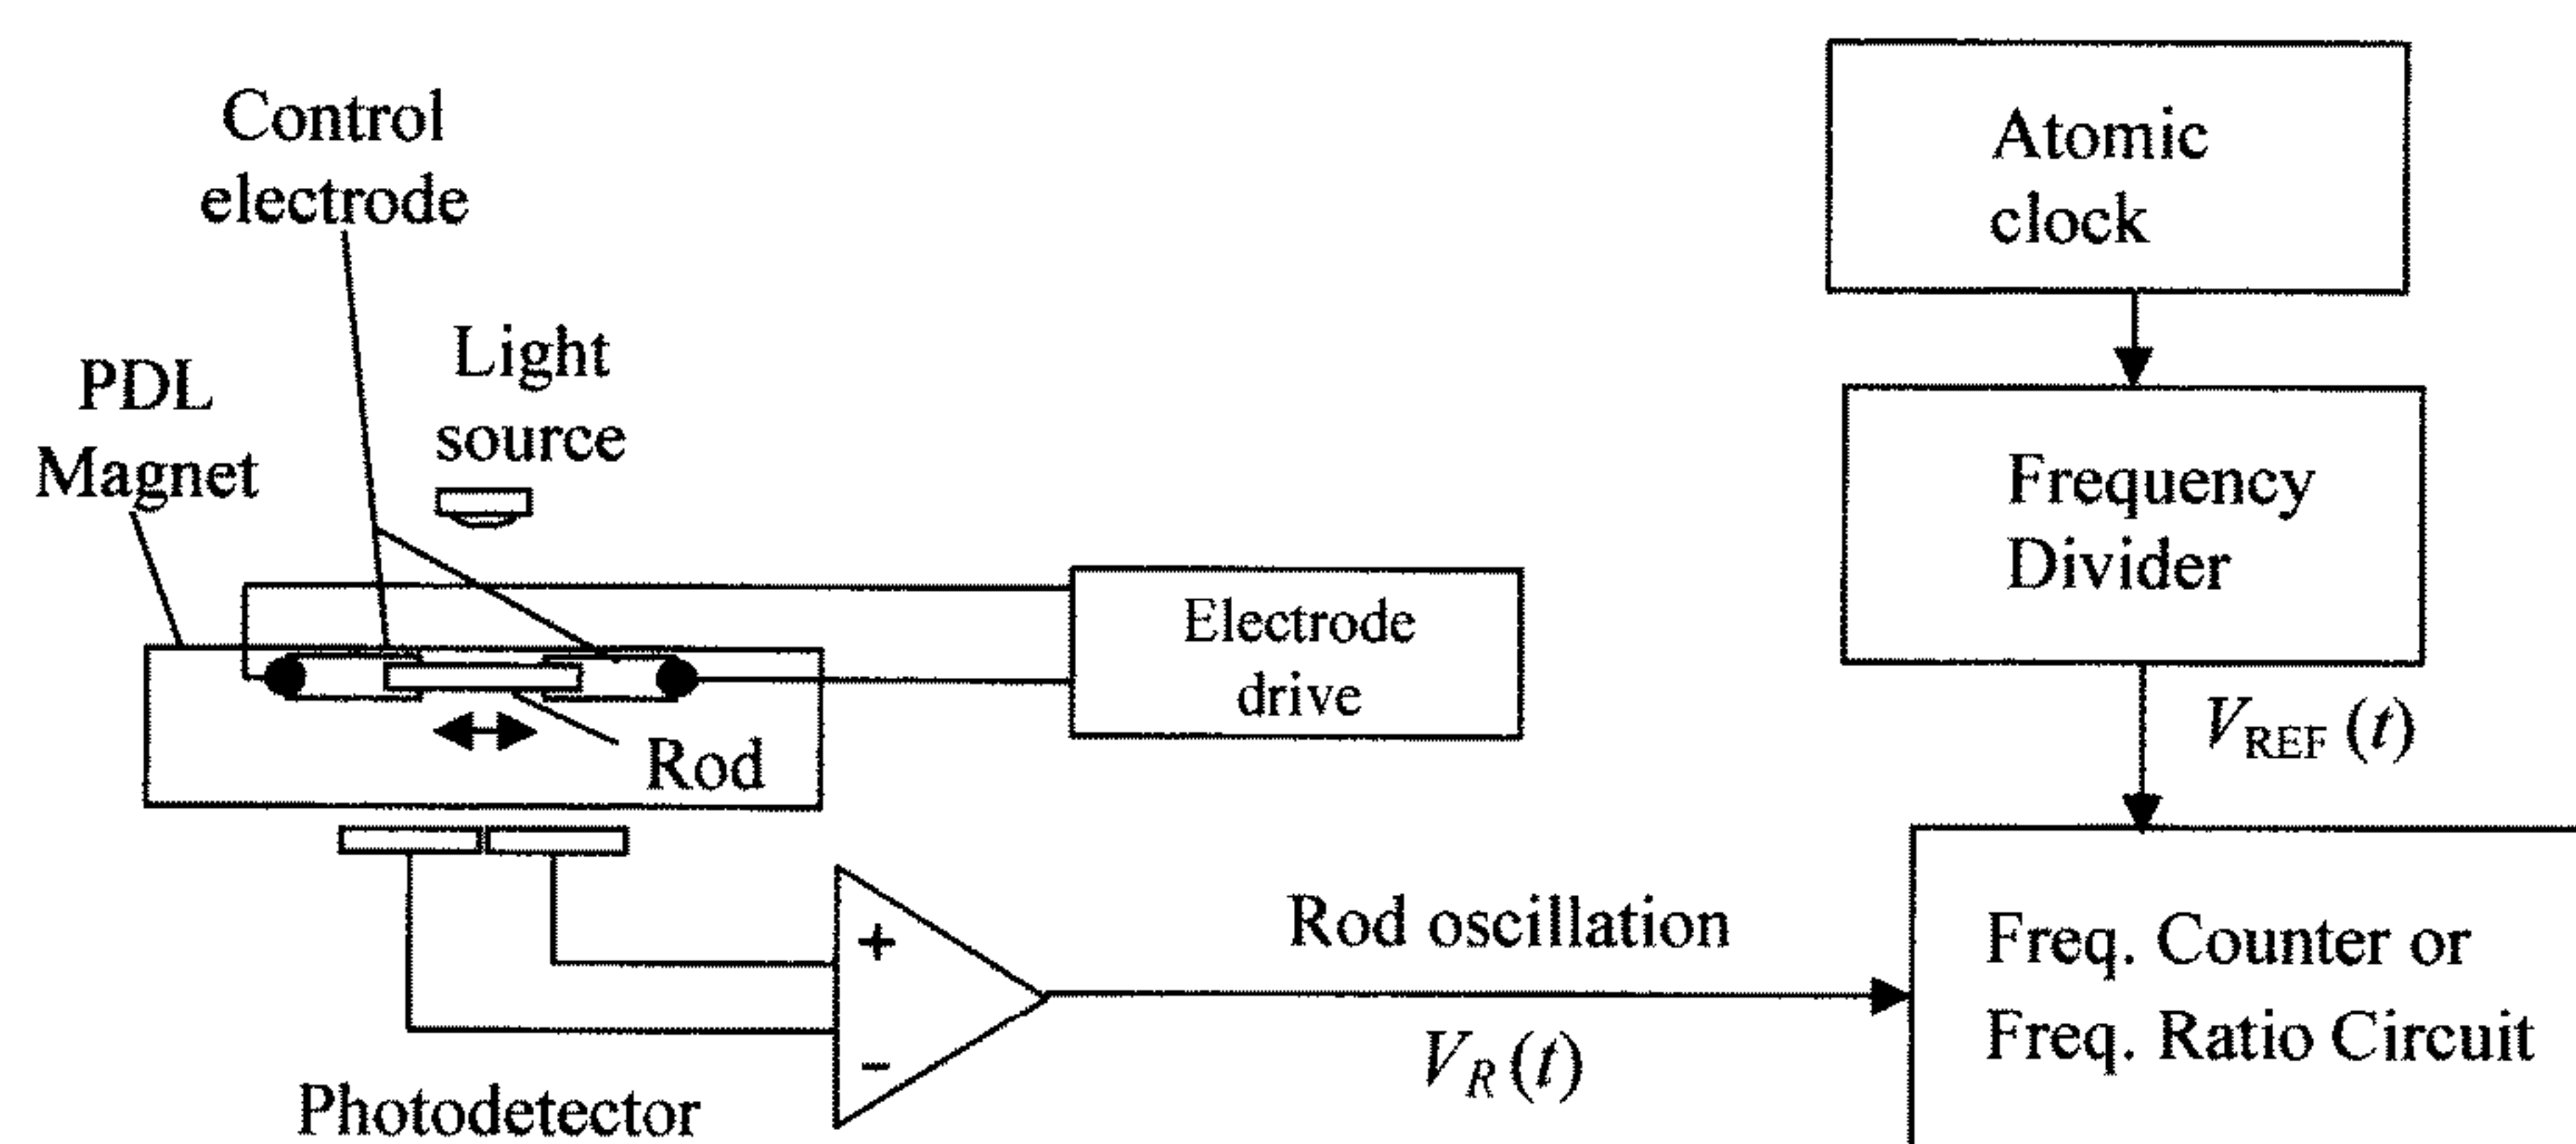 Control
electrode
Light
source
PDL
Magnet
Rod
Electrode
drive
Photodetector
+
−
Rod oscillation
V_R (t)
Atomic
clock
Frequency
Divider
V_REF (t)
Freq. Counter or
Freq. Ratio Circuit